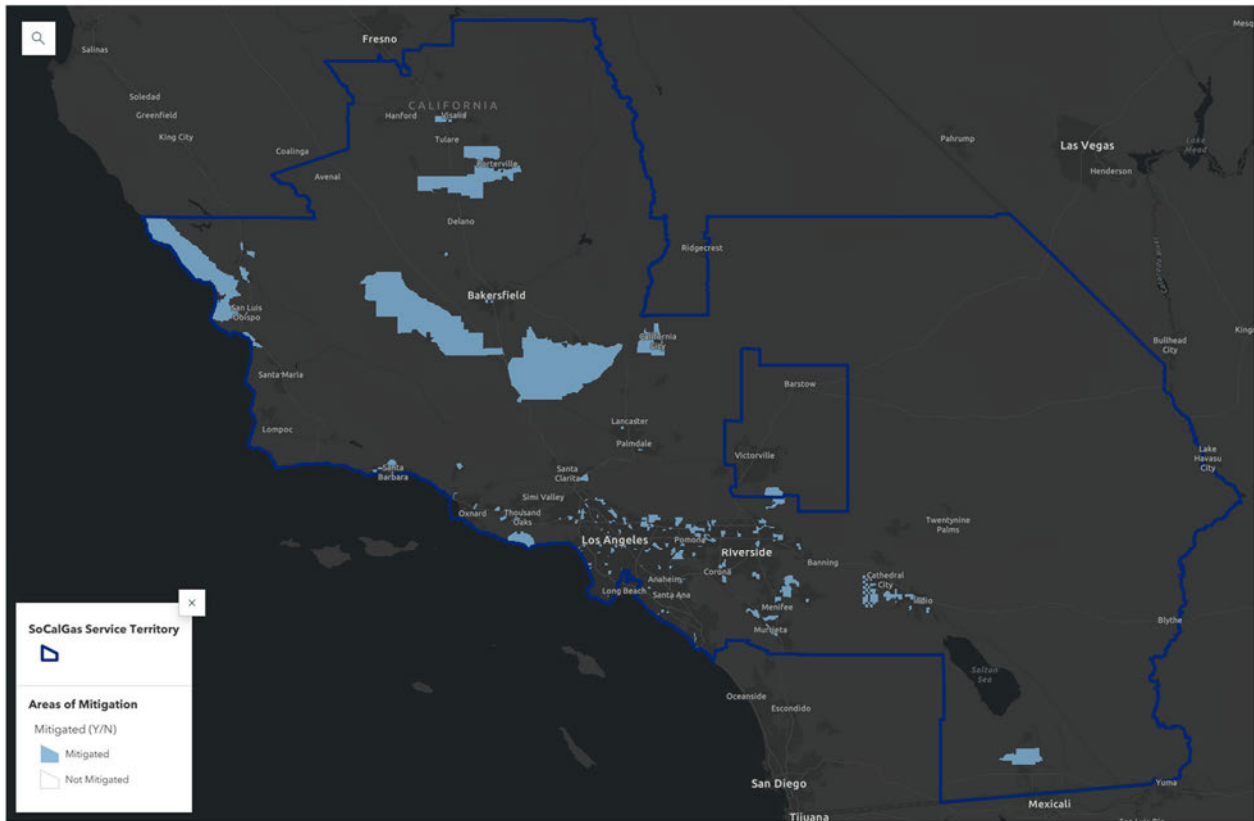 Fresno
Salinas
CALIFORNIA
Soledad
Greenfield
King City
Hanford
Visalia
Tulare
Coalinga
Avenal
Porterville
Delano
Pahrump
Las Vegas
Henderson
Lake
Mead
Ridgecrest
Bakersfield
San Luis
Obispo
California
City
Bullhead
City
Santa Maria
Lompoc
Barstow
Lancaster
Palmdale
Victorville
Lake
Havasu
City
Santa
Barbara
Santa
Clarita
Simi Valley
Oxnard
Thousand
Oaks
Twentynine
Palms
Los Angeles
Pomona
Riverside
Banning
Corona
Anaheim
Long Beach
Santa Ana
Cathedral
City
Indio
Menifee
Murrieta
Blythe
Salton
Sea
Oceanside
Escondido
San Diego
Tijuana
Mexicali
Yuma
SoCalGas Service Territory
Areas of Mitigation
Mitigated (Y/N)
Mitigated
Not Mitigated